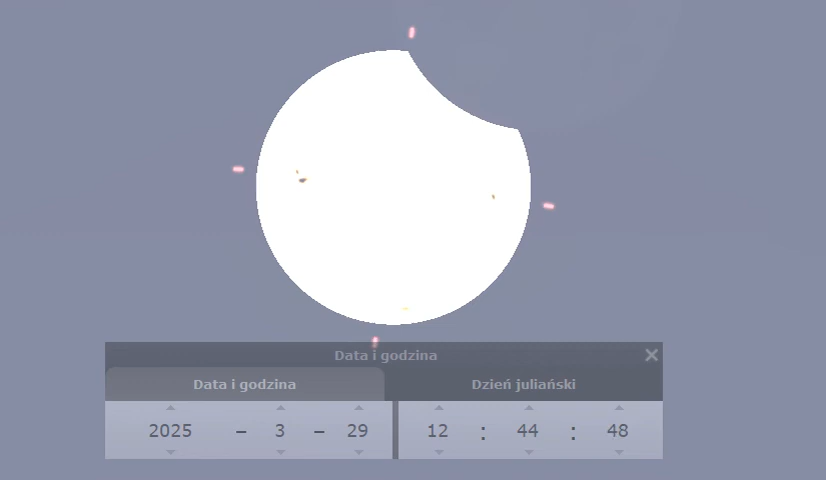 Data i godzina
Data i godzina Dzień juliański
2025 – 3 – 29 12 : 44 : 48